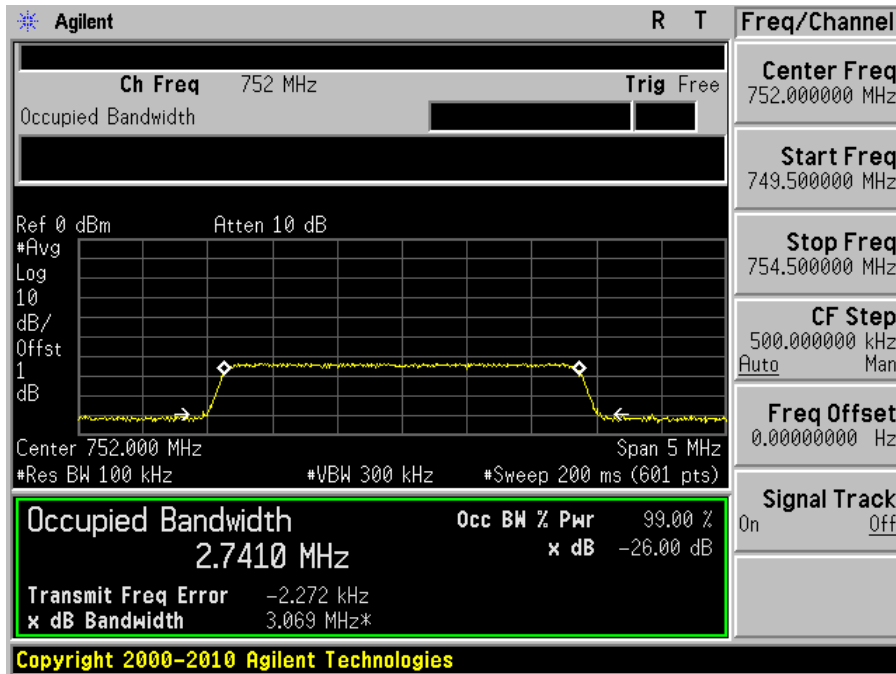 Agilent R T
Freq/Channel
Ch Freq 752 MHz Trig Free
Occupied Bandwidth
Center Freq
752.000000 MHz
Start Freq
749.500000 MHz
Stop Freq
754.500000 MHz
CF Step
500.000000 kHz
Auto Man
Freq Offset
0.00000000 Hz
Signal Track
On Off
Ref 0 dBm Atten 10 dB
#Avg
Log
10
dB/
Offst
1
dB
Center 752.000 MHz Span 5 MHz
#Res BW 100 kHz #VBW 300 kHz #Sweep 200 ms (601 pts)
Occupied Bandwidth
2.7410 MHz
Occ BW % Pwr 99.00 %
x dB -26.00 dB
Transmit Freq Error -2.272 kHz
x dB Bandwidth 3.069 MHz*
Copyright 2000-2010 Agilent Technologies